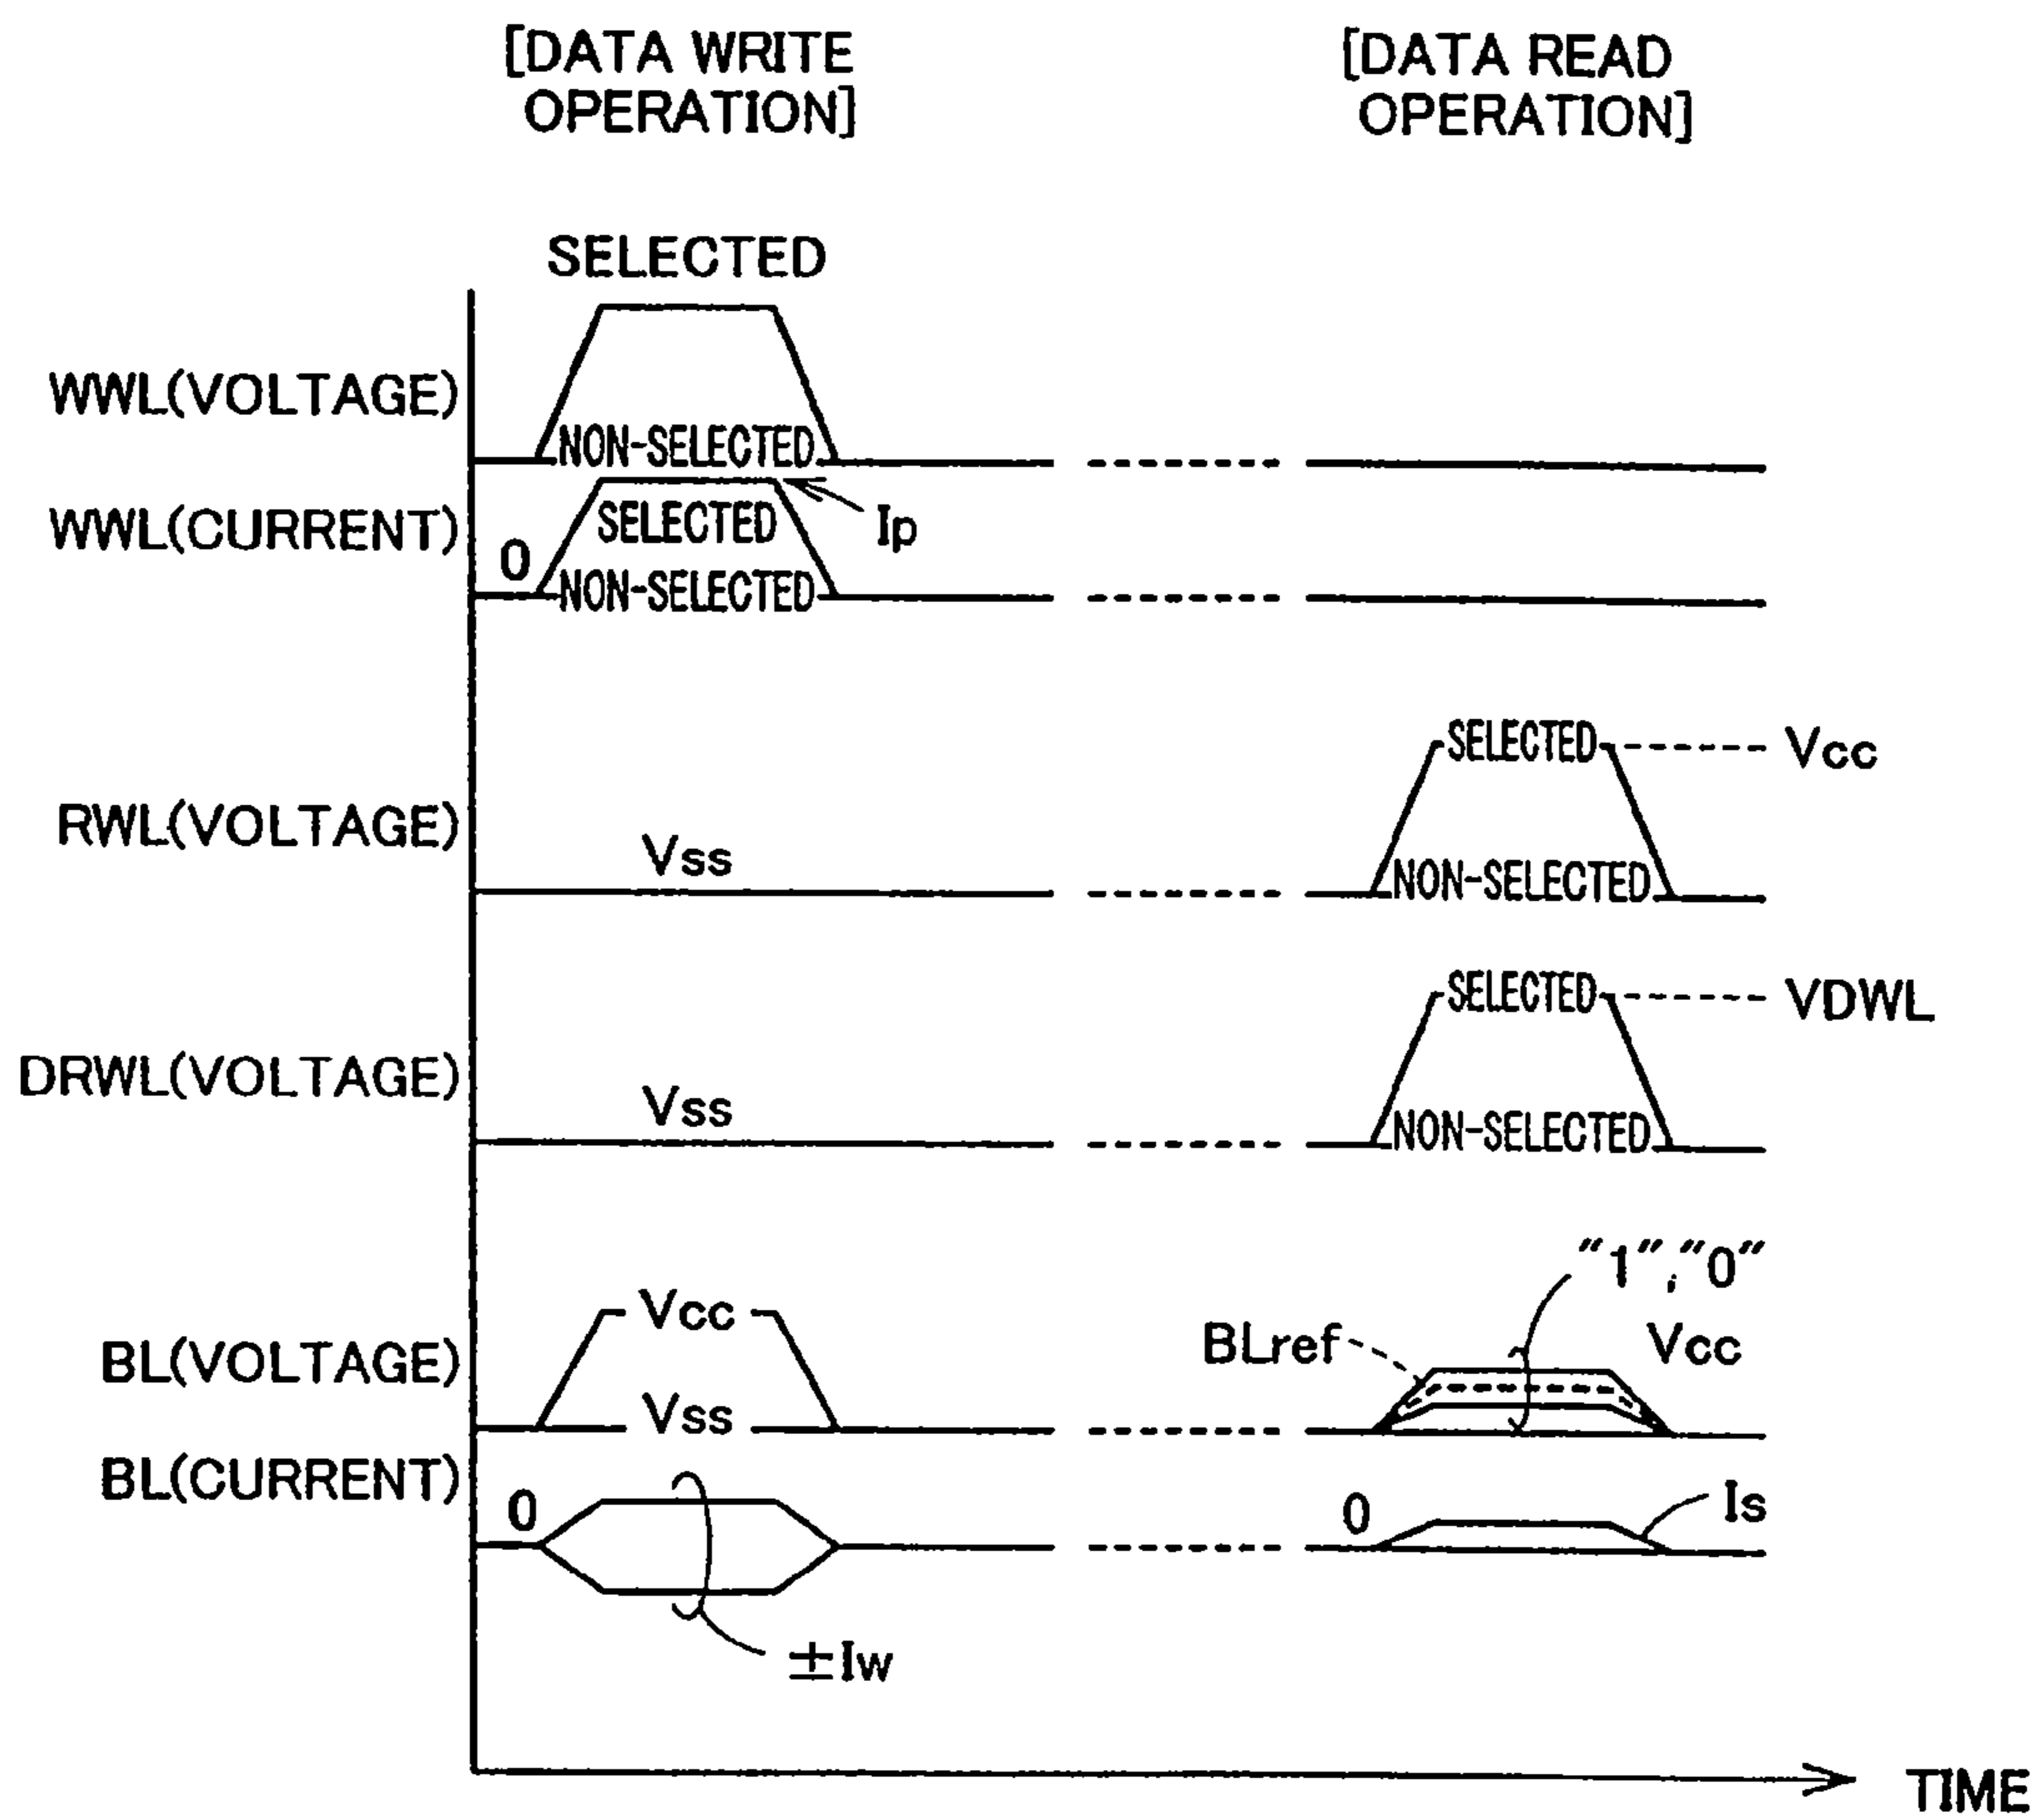 [DATA WRITE
OPERATION]
[DATA READ
OPERATION]
SELECTED
WWL(VOLTAGE)
NON-SELECTED
WWL(CURRENT)
0
SELECTED
Ip
NON-SELECTED
SELECTED
Vcc
RWL(VOLTAGE)
Vss
NON-SELECTED
SELECTED
VDWL
DRWL(VOLTAGE)
Vss
NON-SELECTED
"1","0"
Vcc
BLref
Vcc
BL(VOLTAGE)
Vss
BL(CURRENT)
0
0
Is
±Iw
TIME